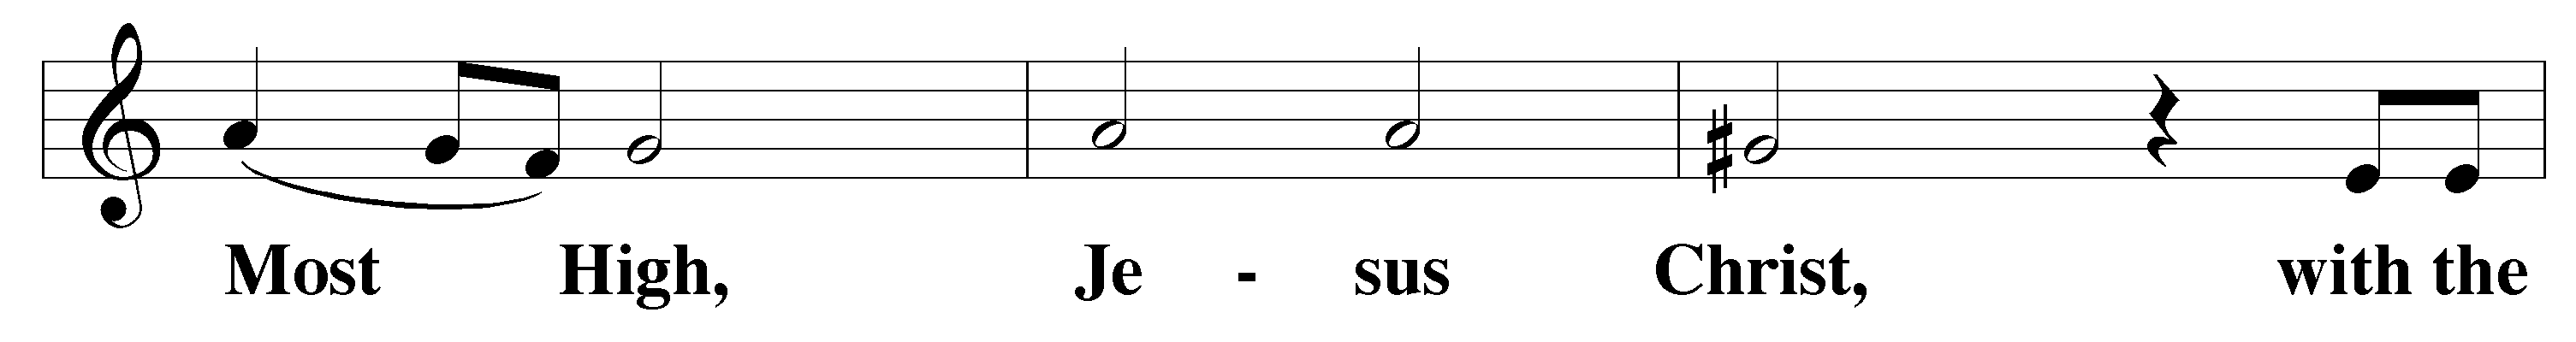 Most High, Je - sus Christ, with the